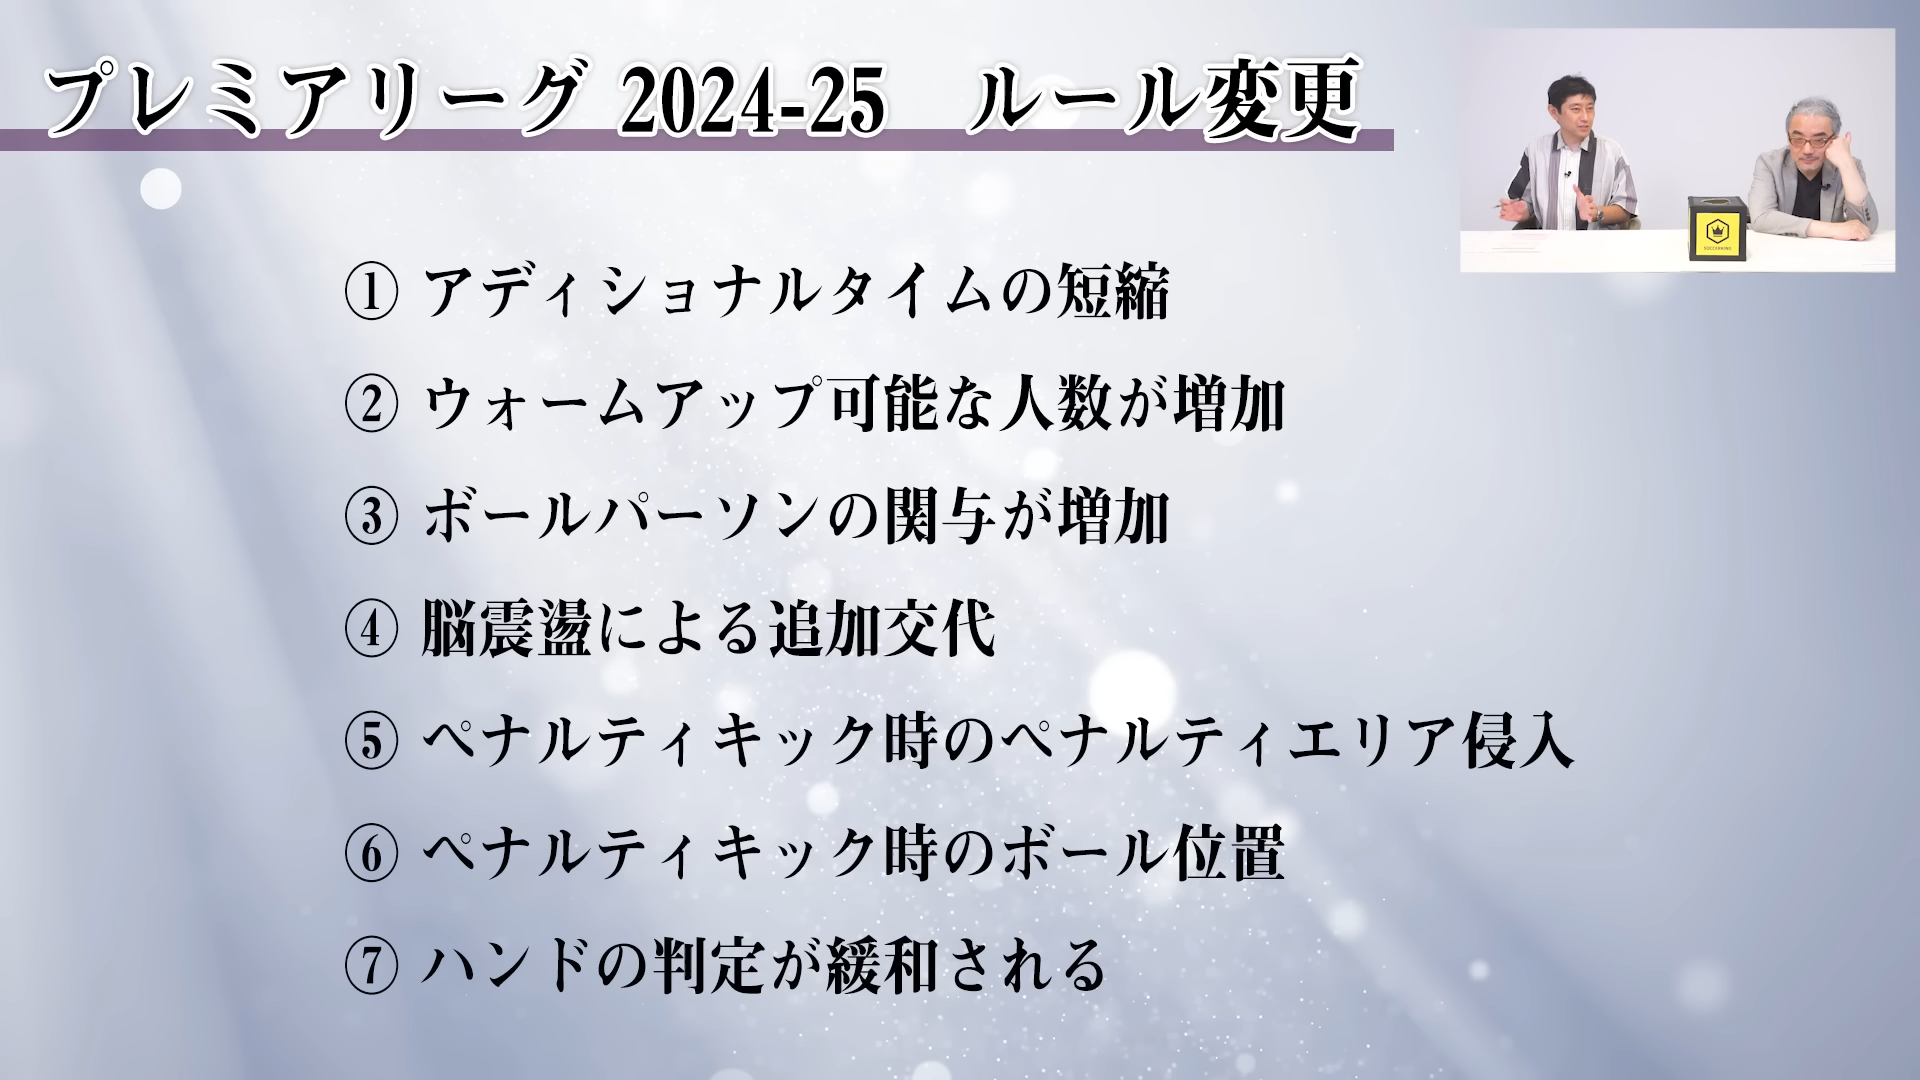 プレミアリーグ 2024-25　ルール変更
① アディショナルタイムの短縮
② ウォームアップ可能な人数が増加
③ ボールパーソンの関与が増加
④ 脳震盪による追加交代
⑤ ペナルティキック時のペナルティエリア侵入
⑥ ペナルティキック時のボール位置
⑦ ハンドの判定が緩和される
SOCCERKING